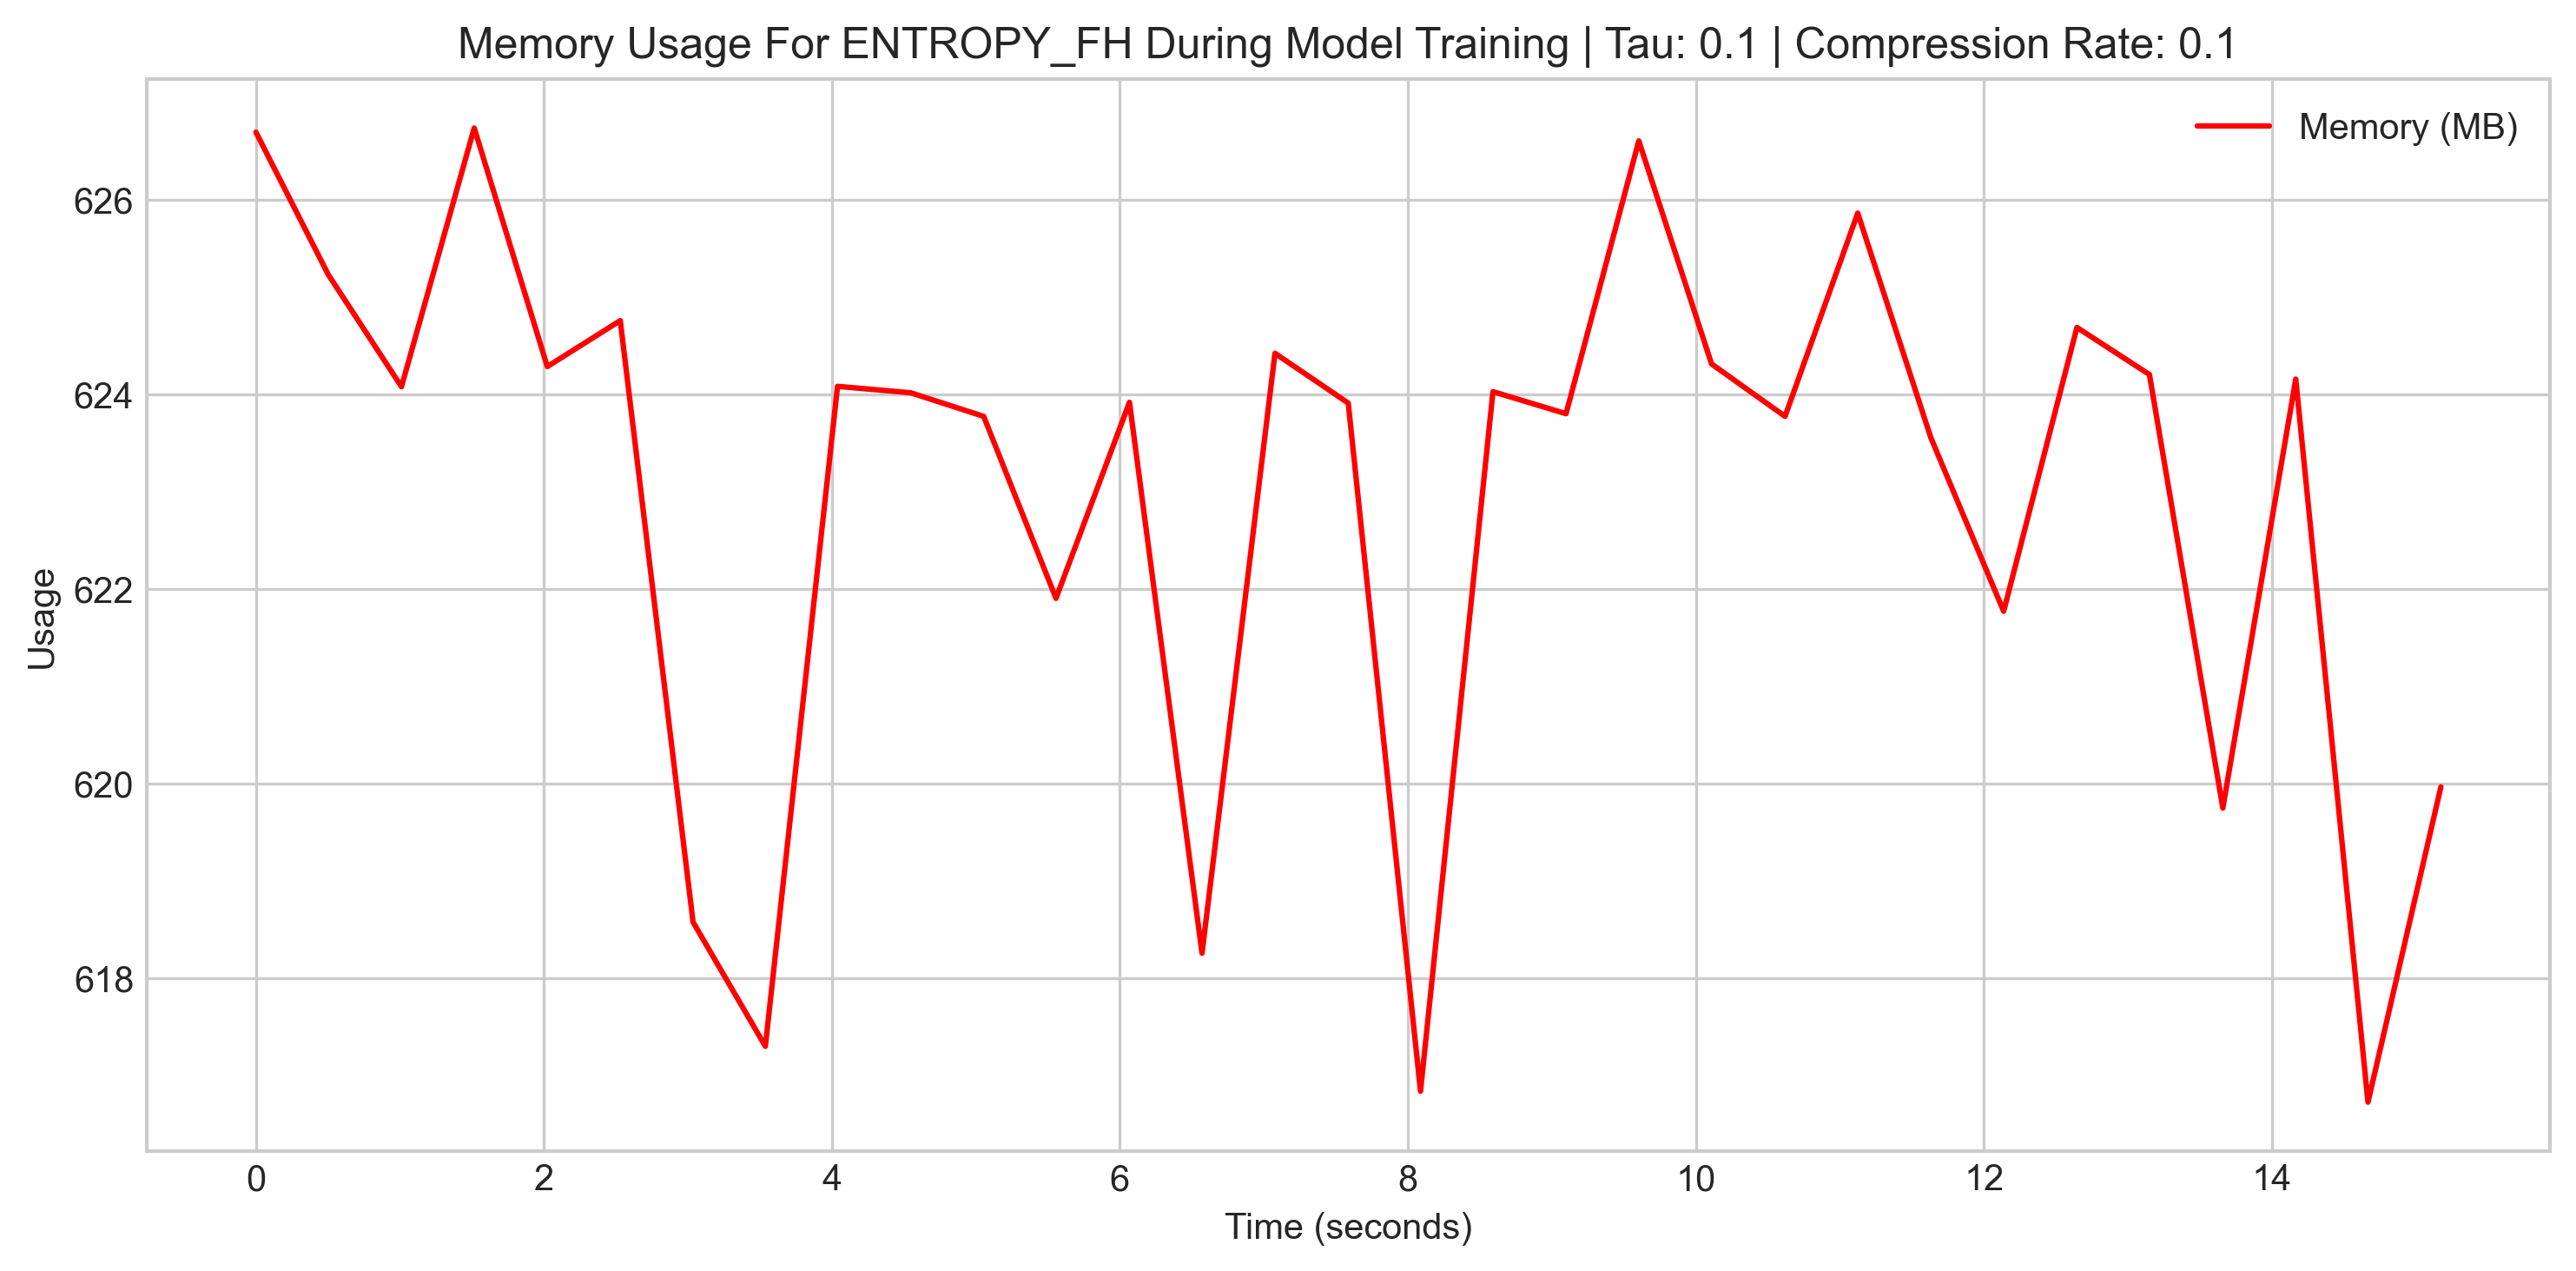 Memory Usage For ENTROPY_FH During Model Training | Tau: 0.1 | Compression Rate: 0.1
Memory (MB)
626
624
622
620
618
Usage
0 2 4 6 8 10 12 14
Time (seconds)